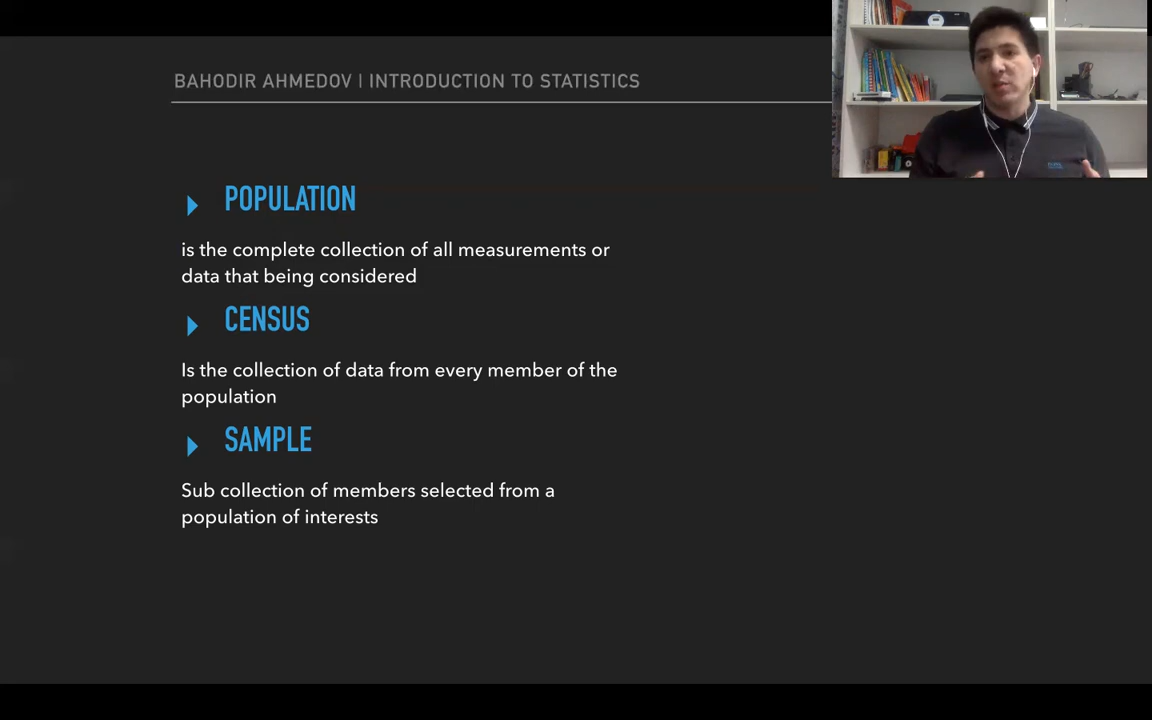 BAHODIR AHMEDOV | INTRODUCTION TO STATISTICS
POPULATION
is the complete collection of all measurements or
data that being considered
CENSUS
Is the collection of data from every member of the
population
SAMPLE
Sub collection of members selected from a
population of interests